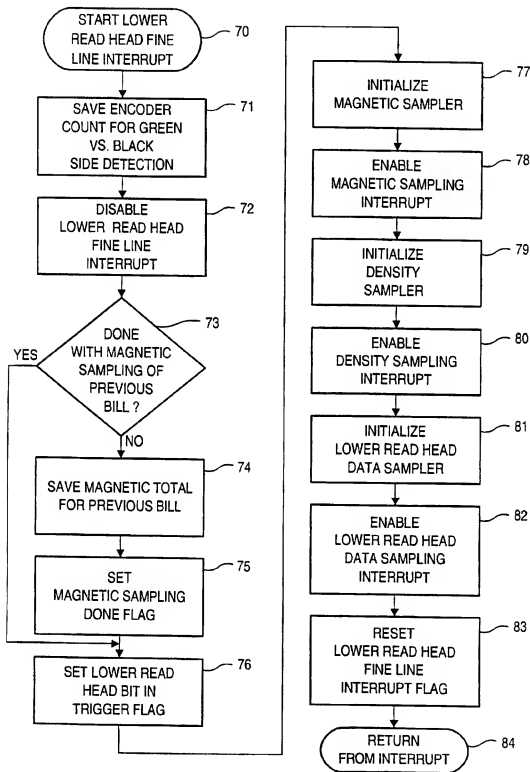 START LOWER
READ HEAD FINE
LINE INTERRUPT
70
SAVE ENCODER
COUNT FOR GREEN
VS. BLACK
SIDE DETECTION
71
DISABLE
LOWER READ HEAD
FINE LINE
INTERRUPT
72
DONE
WITH MAGNETIC
SAMPLING OF
PREVIOUS
BILL ?
73
YES
NO
SAVE MAGNETIC TOTAL
FOR PREVIOUS BILL
74
SET
MAGNETIC SAMPLING
DONE FLAG
75
SET LOWER READ
HEAD BIT IN
TRIGGER FLAG
76
INITIALIZE
MAGNETIC SAMPLER
77
ENABLE
MAGNETIC SAMPLING
INTERRUPT
78
INITIALIZE
DENSITY
SAMPLER
79
ENABLE
DENSITY SAMPLING
INTERRUPT
80
INITIALIZE
LOWER READ HEAD
DATA SAMPLER
81
ENABLE
LOWER READ HEAD
DATA SAMPLING
INTERRUPT
82
RESET
LOWER READ HEAD
FINE LINE
INTERRUPT FLAG
83
RETURN
FROM INTERRUPT
84